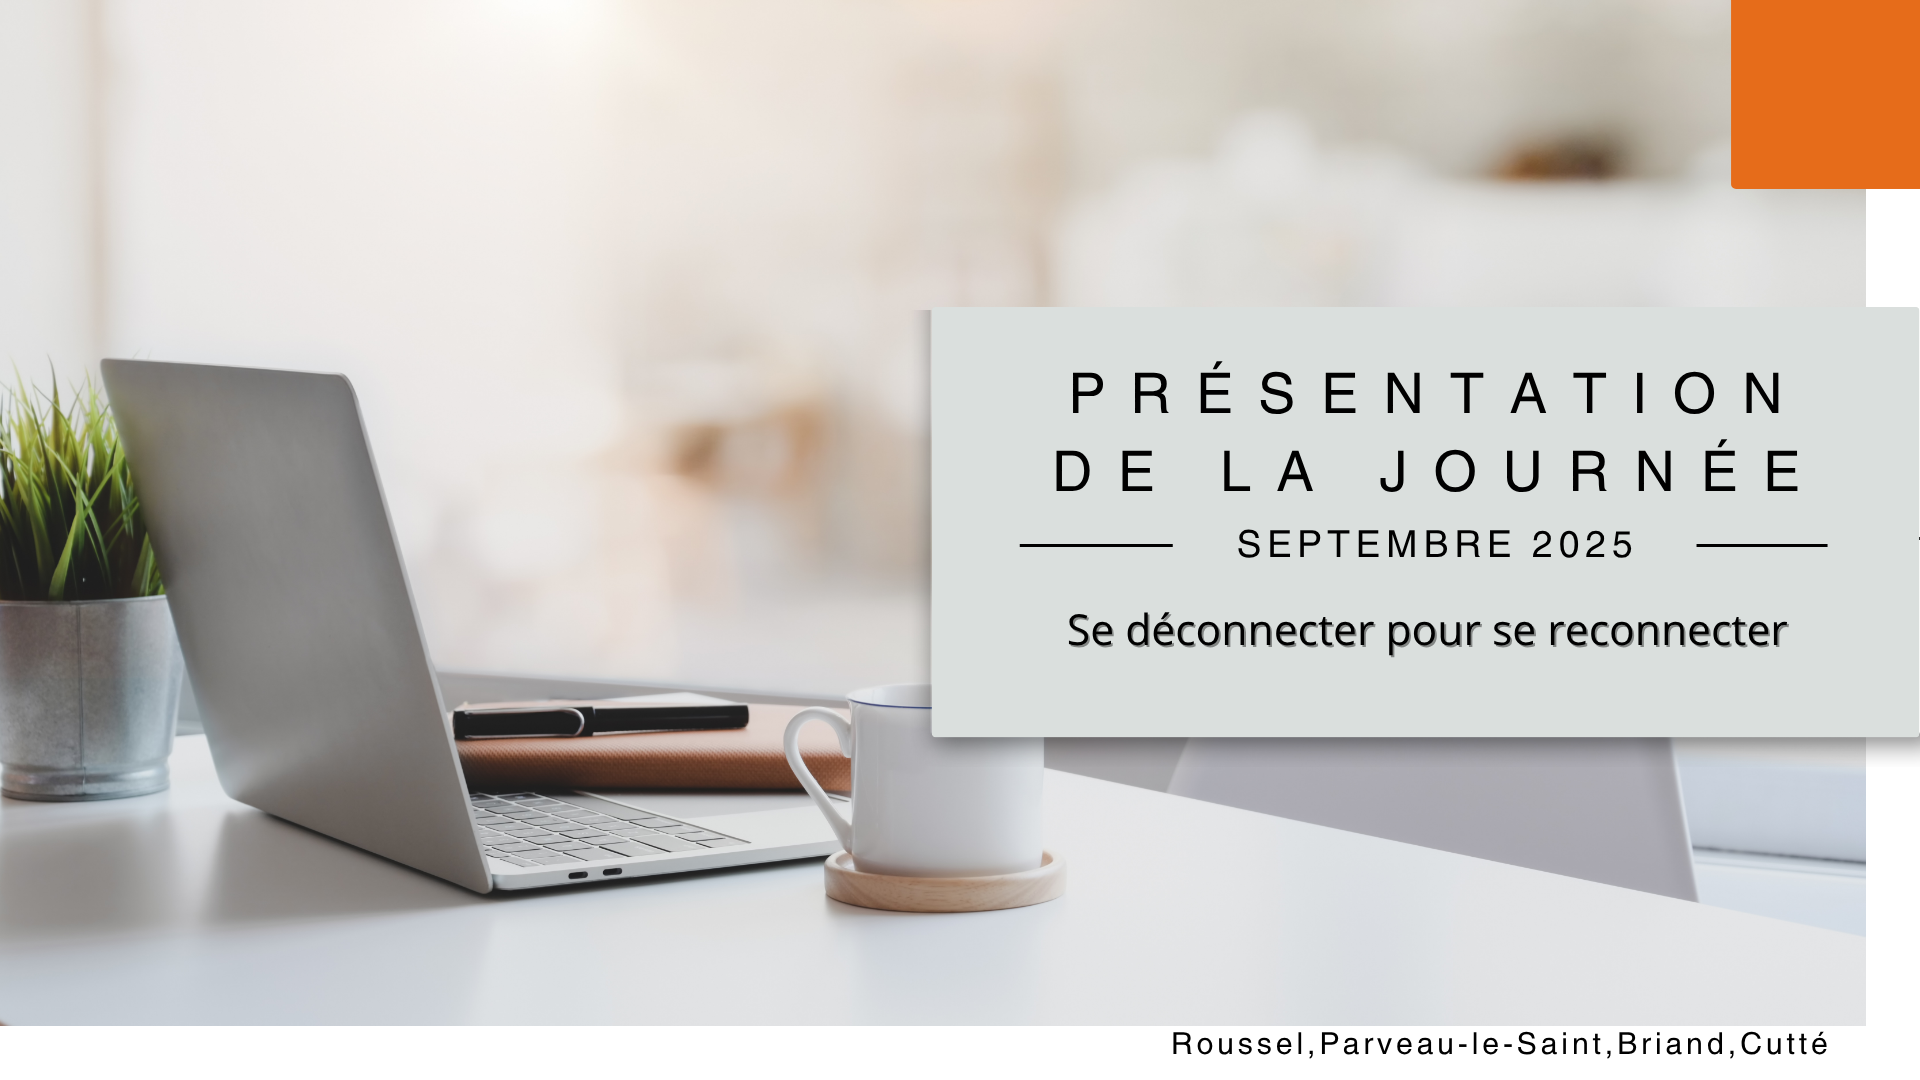 PRÉSENTATION
DE LA JOURNÉE
SEPTEMBRE 2025
Se déconnecter pour se reconnecter
Roussel,Parveau-le-Saint,Briand,Cutté